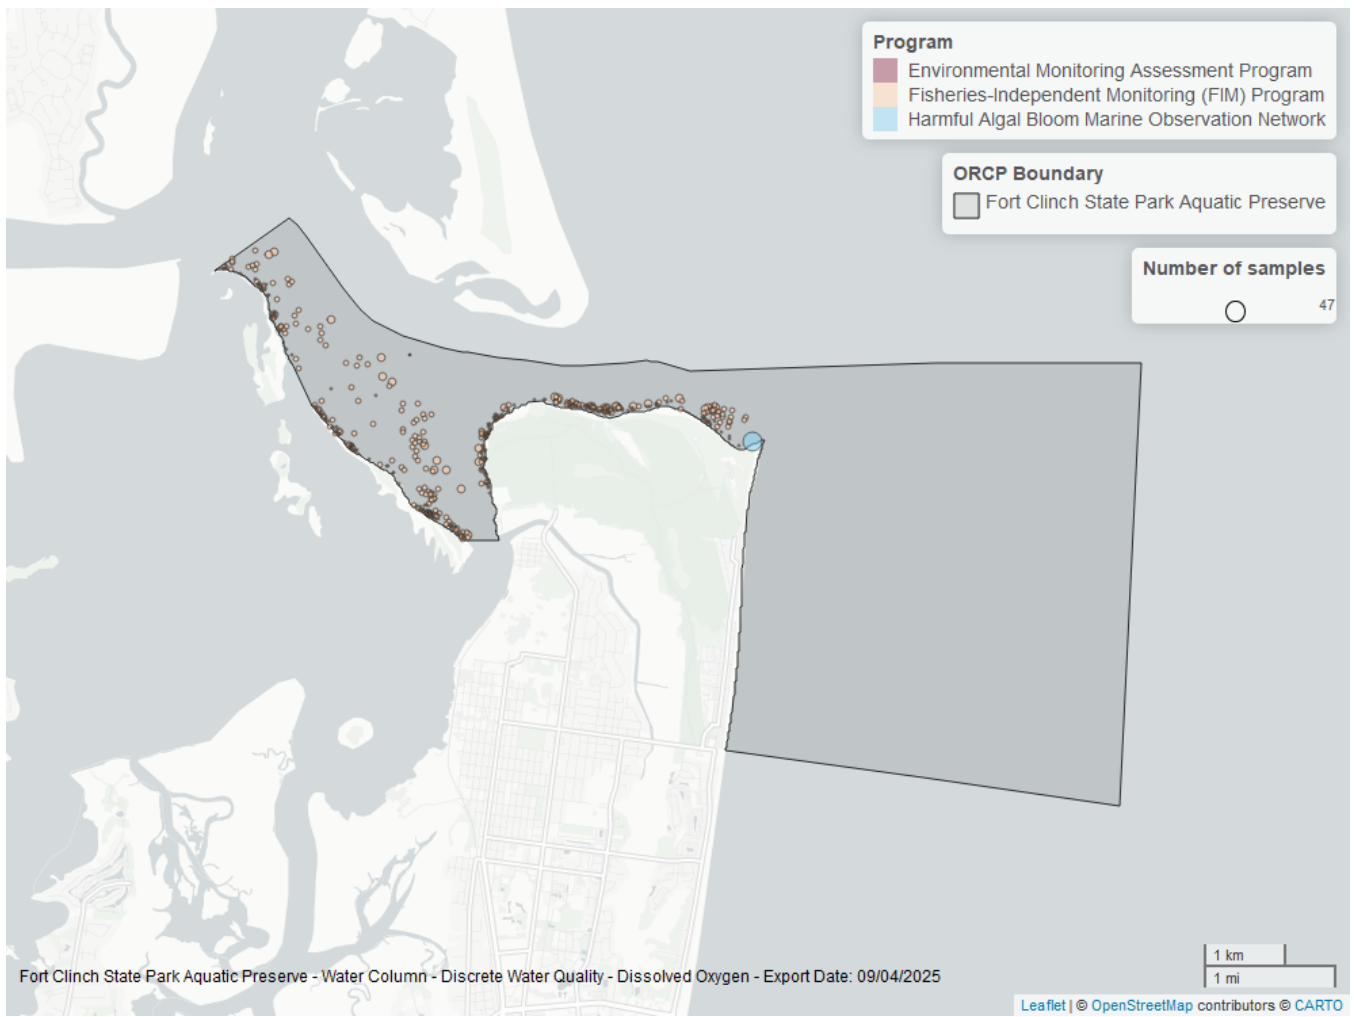 Program
Environmental Monitoring Assessment Program
Fisheries-Independent Monitoring (FIM) Program
Harmful Algal Bloom Marine Observation Network
ORCP Boundary
Fort Clinch State Park Aquatic Preserve
Number of samples
47
1 km
1 mi
Fort Clinch State Park Aquatic Preserve - Water Column - Discrete Water Quality - Dissolved Oxygen - Export Date: 09/04/2025
Leaflet | © OpenStreetMap contributors © CARTO